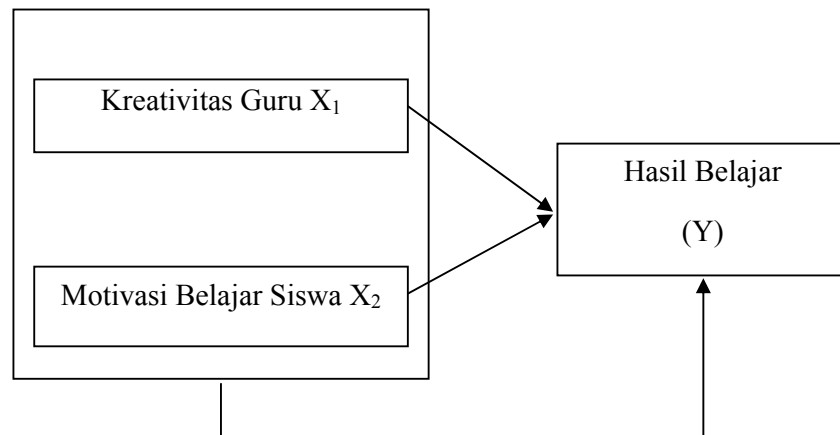 Kreativitas Guru X₁
Hasil Belajar
(Y)
Motivasi Belajar Siswa X₂